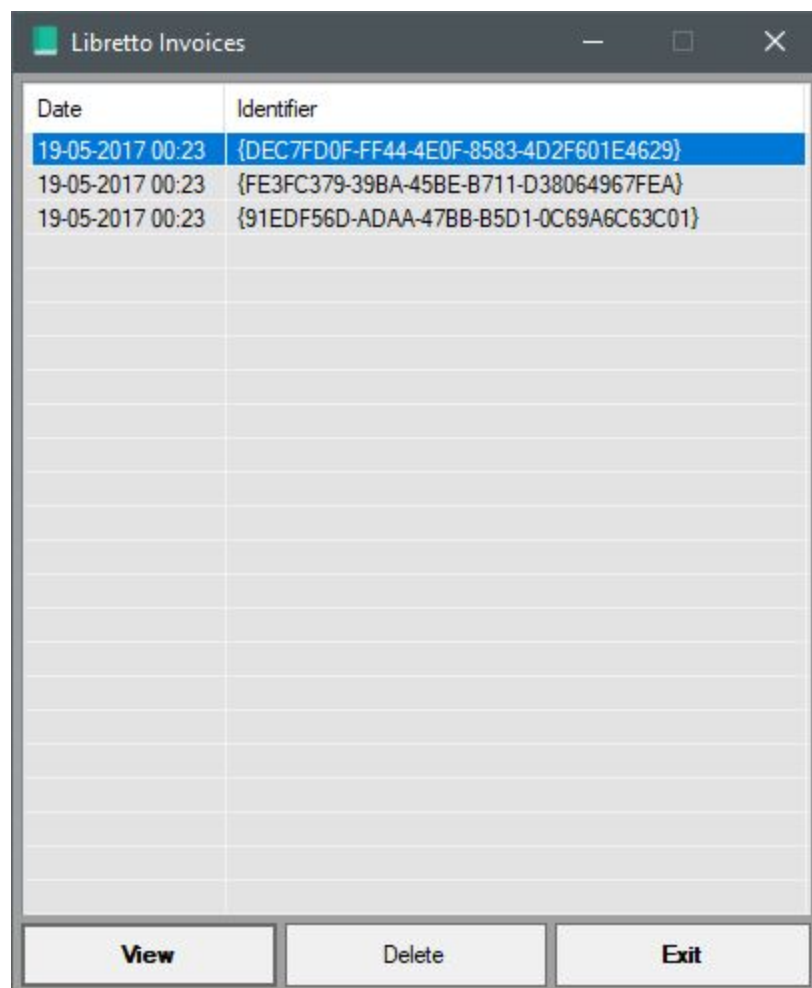 Libretto Invoices
Date Identifier
19-05-2017 00:23 {DEC7FD0F-FF44-4E0F-8583-4D2F601E4629}
19-05-2017 00:23 {FE3FC379-39BA-45BE-B711-D38064967FEA}
19-05-2017 00:23 {91EDF56D-ADAA-47BB-B5D1-0C69A6C63C01}
View Delete Exit